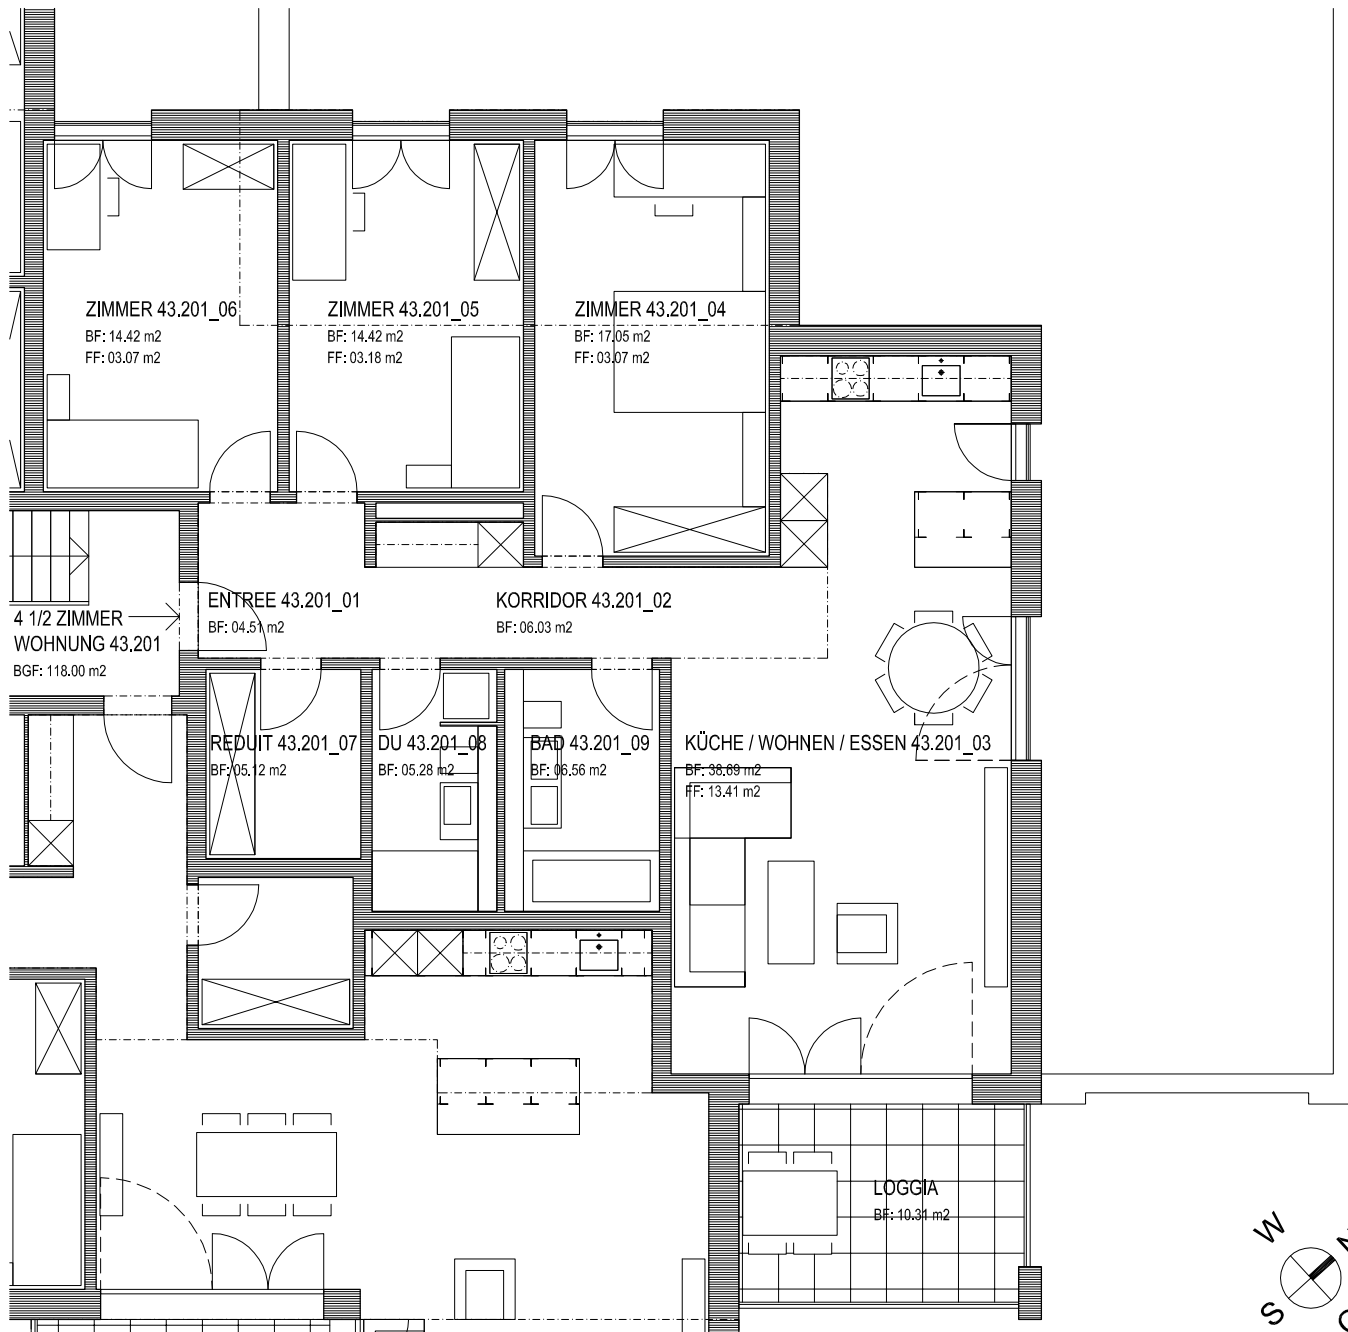 ZIMMER 43.201_06
BF: 14.42 m2
FF: 03.07 m2
ZIMMER 43.201_05
BF: 14.42 m2
FF: 03.18 m2
ZIMMER 43.201_04
BF: 17.05 m2
FF: 03.07 m2
4 1/2 ZIMMER
WOHNUNG 43.201
BGF: 118.00 m2
ENTREE 43.201_01
BF: 04.51 m2
KORRIDOR 43.201_02
BF: 06.03 m2
REDUIT 43.201_07
BF: 05.12 m2
DU 43.201_08
BF: 05.28 m2
BAD 43.201_09
BF: 06.56 m2
KÜCHE / WOHNEN / ESSEN 43.201_03
BF: 38.69 m2
FF: 13.41 m2
LOGGIA
BF: 10.31 m2
W
S